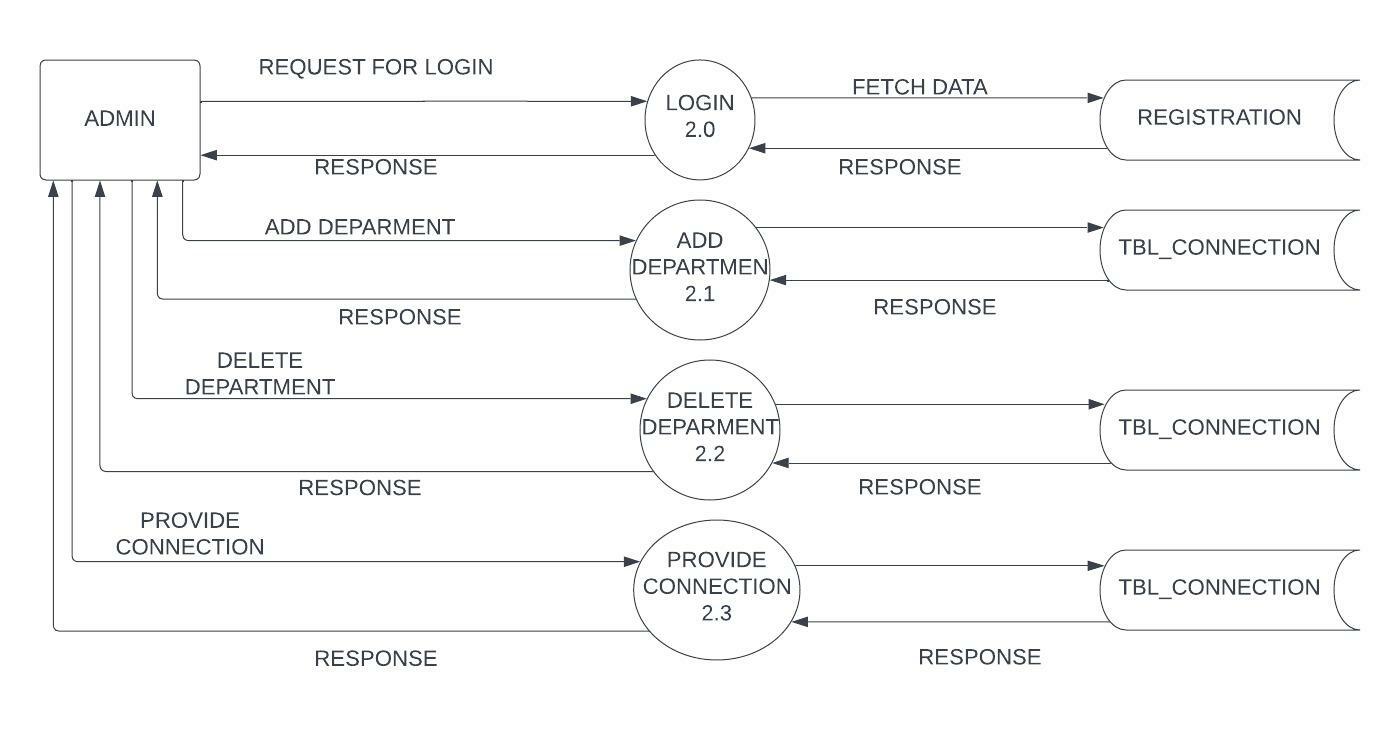 REQUEST FOR LOGIN
ADMIN
LOGIN
2.0
FETCH DATA
REGISTRATION
RESPONSE
RESPONSE
ADD DEPARMENT
ADD
DEPARTMEN
2.1
TBL_CONNECTION
RESPONSE
RESPONSE
DELETE
DEPARTMENT
DELETE
DEPARMENT
2.2
TBL_CONNECTION
RESPONSE
RESPONSE
PROVIDE
CONNECTION
PROVIDE
CONNECTION
2.3
TBL_CONNECTION
RESPONSE
RESPONSE